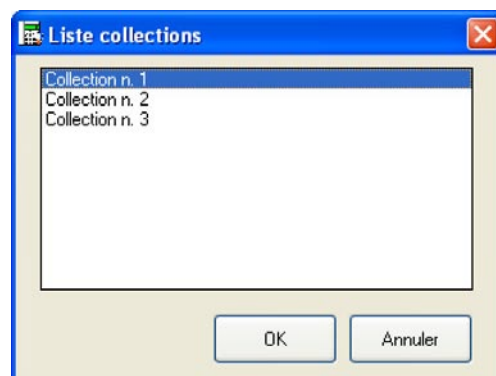 Liste collections
Collection n. 1
Collection n. 2
Collection n. 3
OK
Annuler